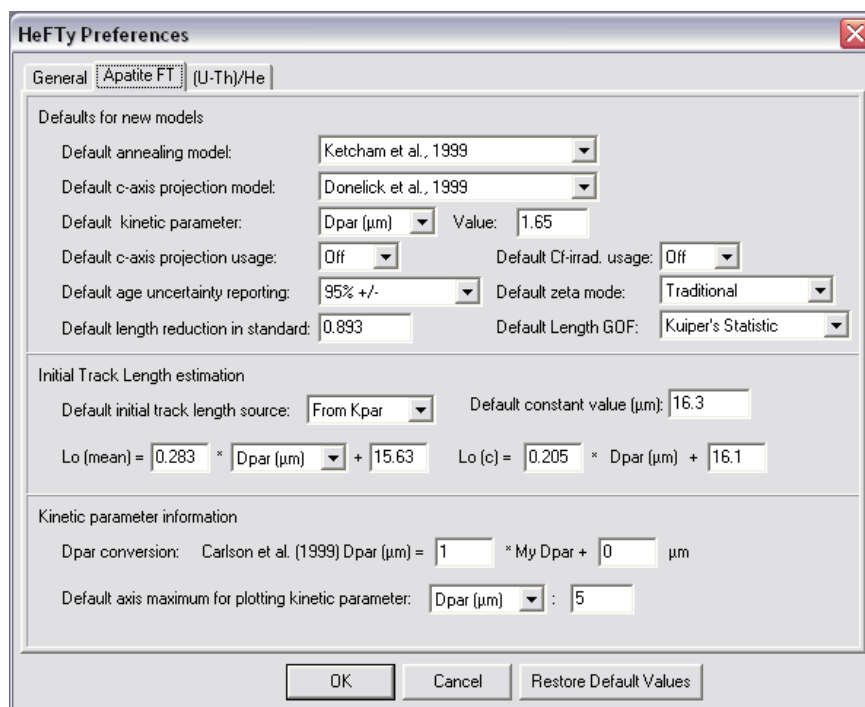 HeFTy Preferences
General Apatite FT (U-Th)/He
Defaults for new models
Default annealing model: Ketcham et al., 1999
Default c-axis projection model: Donelick et al., 1999
Default kinetic parameter: Dpar (µm) Value: 1.65
Default c-axis projection usage: Off Default Cf-irrad. usage: Off
Default age uncertainty reporting: 95% +/- Default zeta mode: Traditional
Default length reduction in standard: 0.893 Default Length GOF: Kuiper's Statistic
Initial Track Length estimation
Default initial track length source: From Kpar Default constant value (µm): 16.3
Lo (mean) = 0.283 * Dpar (µm) + 15.63 Lo (c) = 0.205 * Dpar (µm) + 16.1
Kinetic parameter information
Dpar conversion: Carlson et al. (1999) Dpar (µm) = 1 * My Dpar + 0 µm
Default axis maximum for plotting kinetic parameter: Dpar (µm) : 5
OK Cancel Restore Default Values